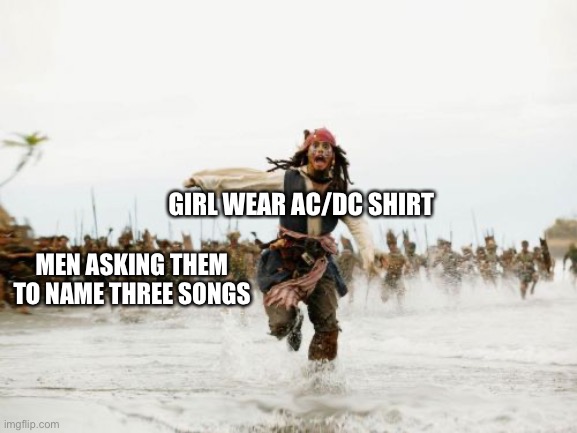 GIRL WEAR AC/DC SHIRT
MEN ASKING THEM
TO NAME THREE SONGS
imgflip.com